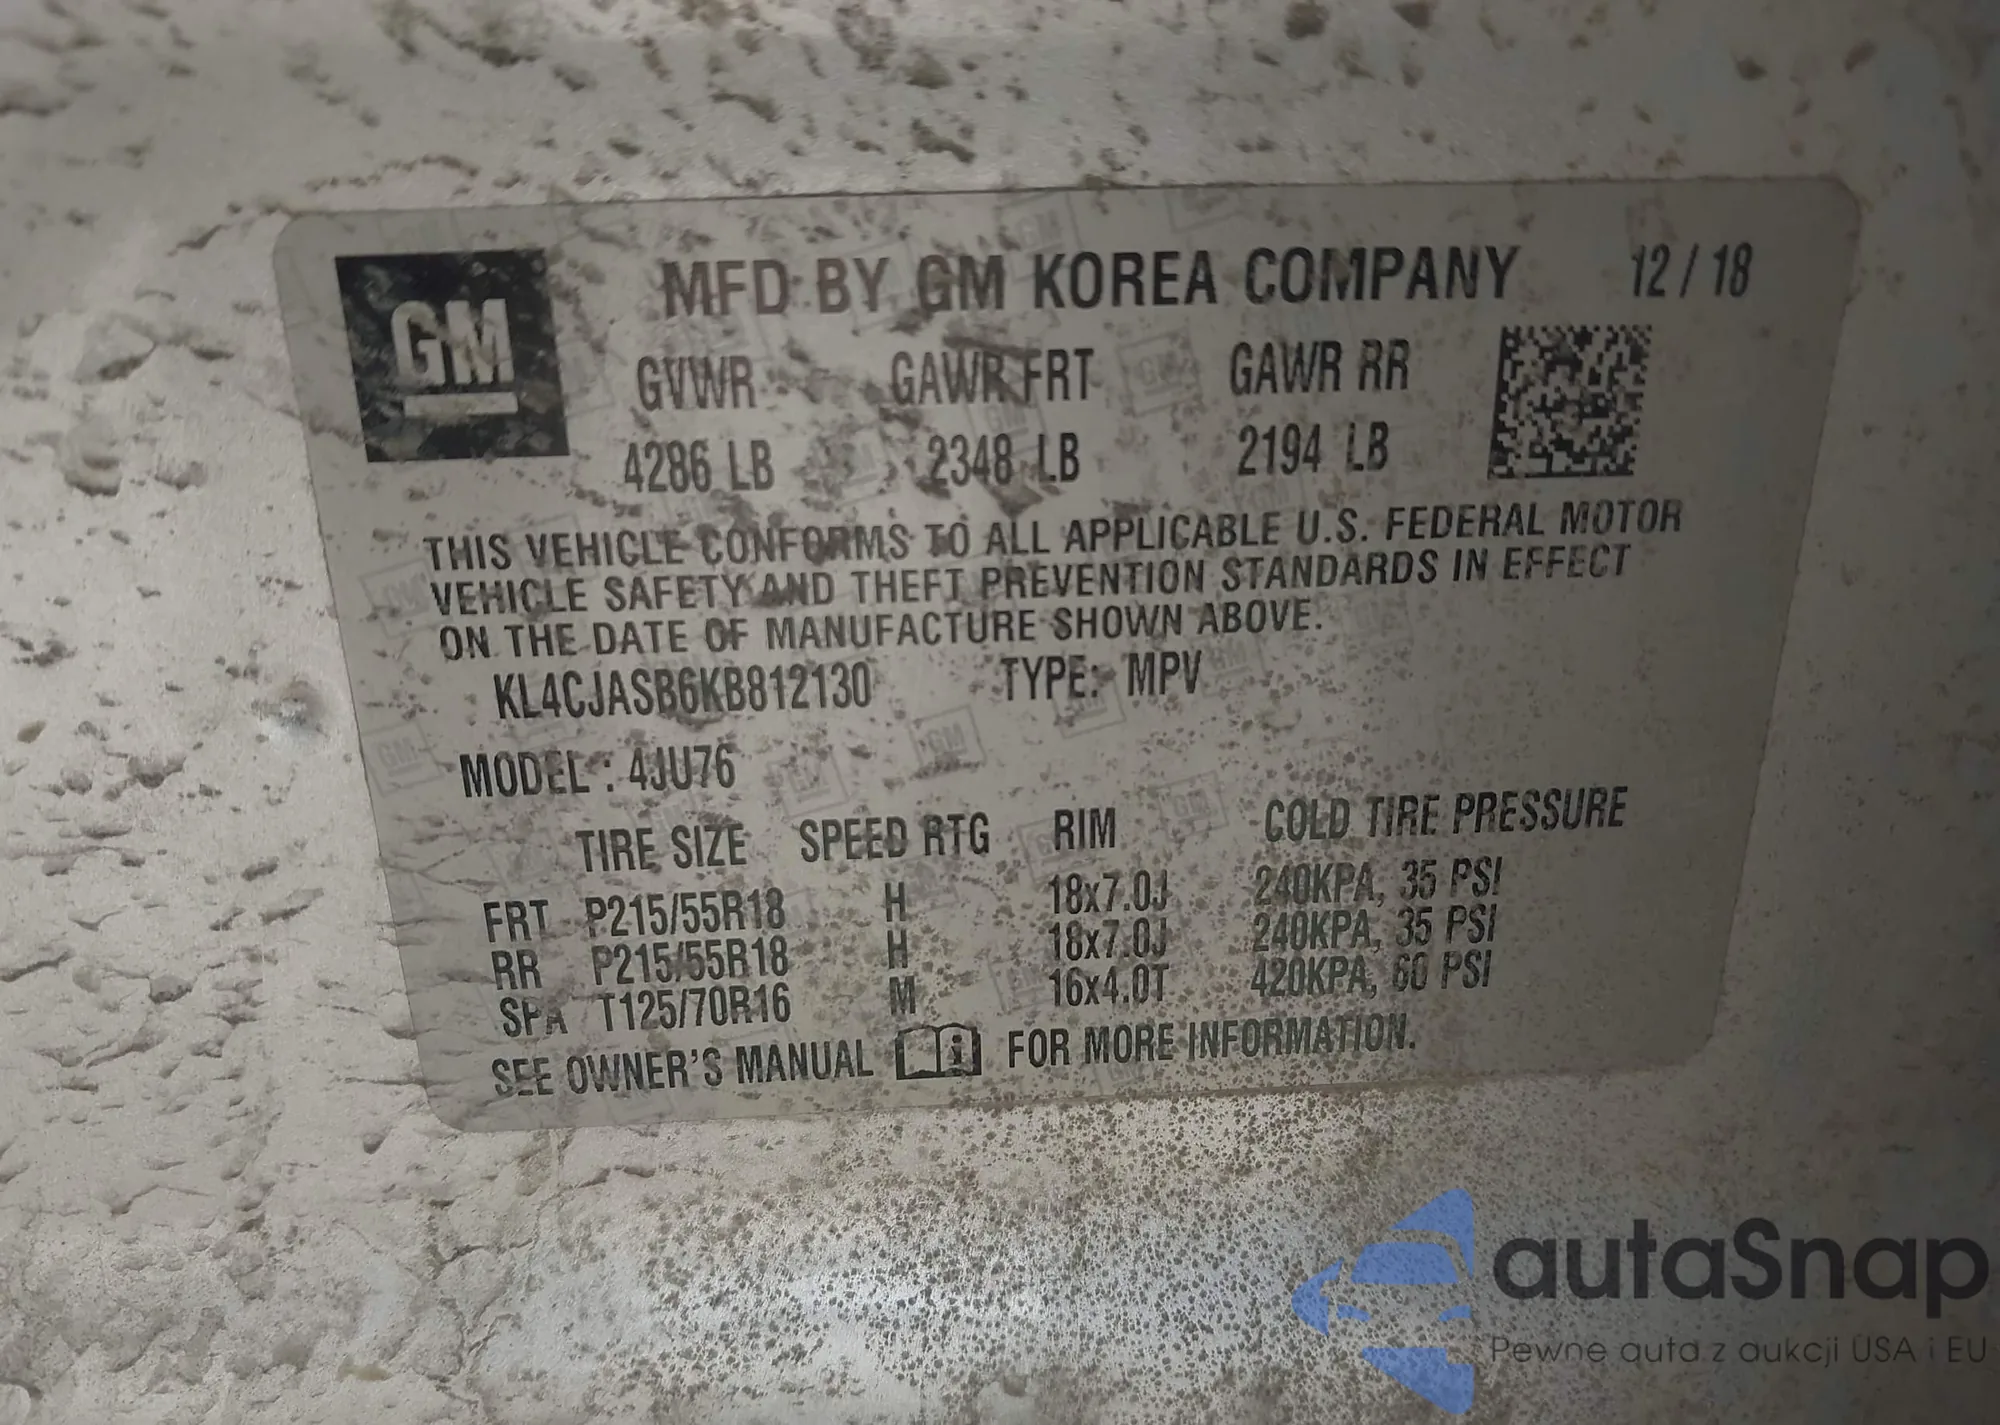 GM
MFD BY GM KOREA COMPANY 12/18
GVWR GAWR FRT GAWR RR
4286 LB 2348 LB 2194 LB
THIS VEHICLE CONFORMS TO ALL APPLICABLE U.S. FEDERAL MOTOR
VEHICLE SAFETY AND THEFT PREVENTION STANDARDS IN EFFECT
ON THE DATE OF MANUFACTURE SHOWN ABOVE.
KL4CJASB6KB812130 TYPE: MPV
MODEL : 4JU76
TIRE SIZE SPEED RTG RIM COLD TIRE PRESSURE
FRT P215/55R18 H 18x7.0J 240KPA, 35 PSI
RR P215/55R18 H 18x7.0J 240KPA, 35 PSI
SPA T125/70R16 M 16x4.0T 420KPA, 60 PSI
SEE OWNER'S MANUAL i FOR MORE INFORMATION.
autaSnap
Pewne auta z aukcji USA i EU